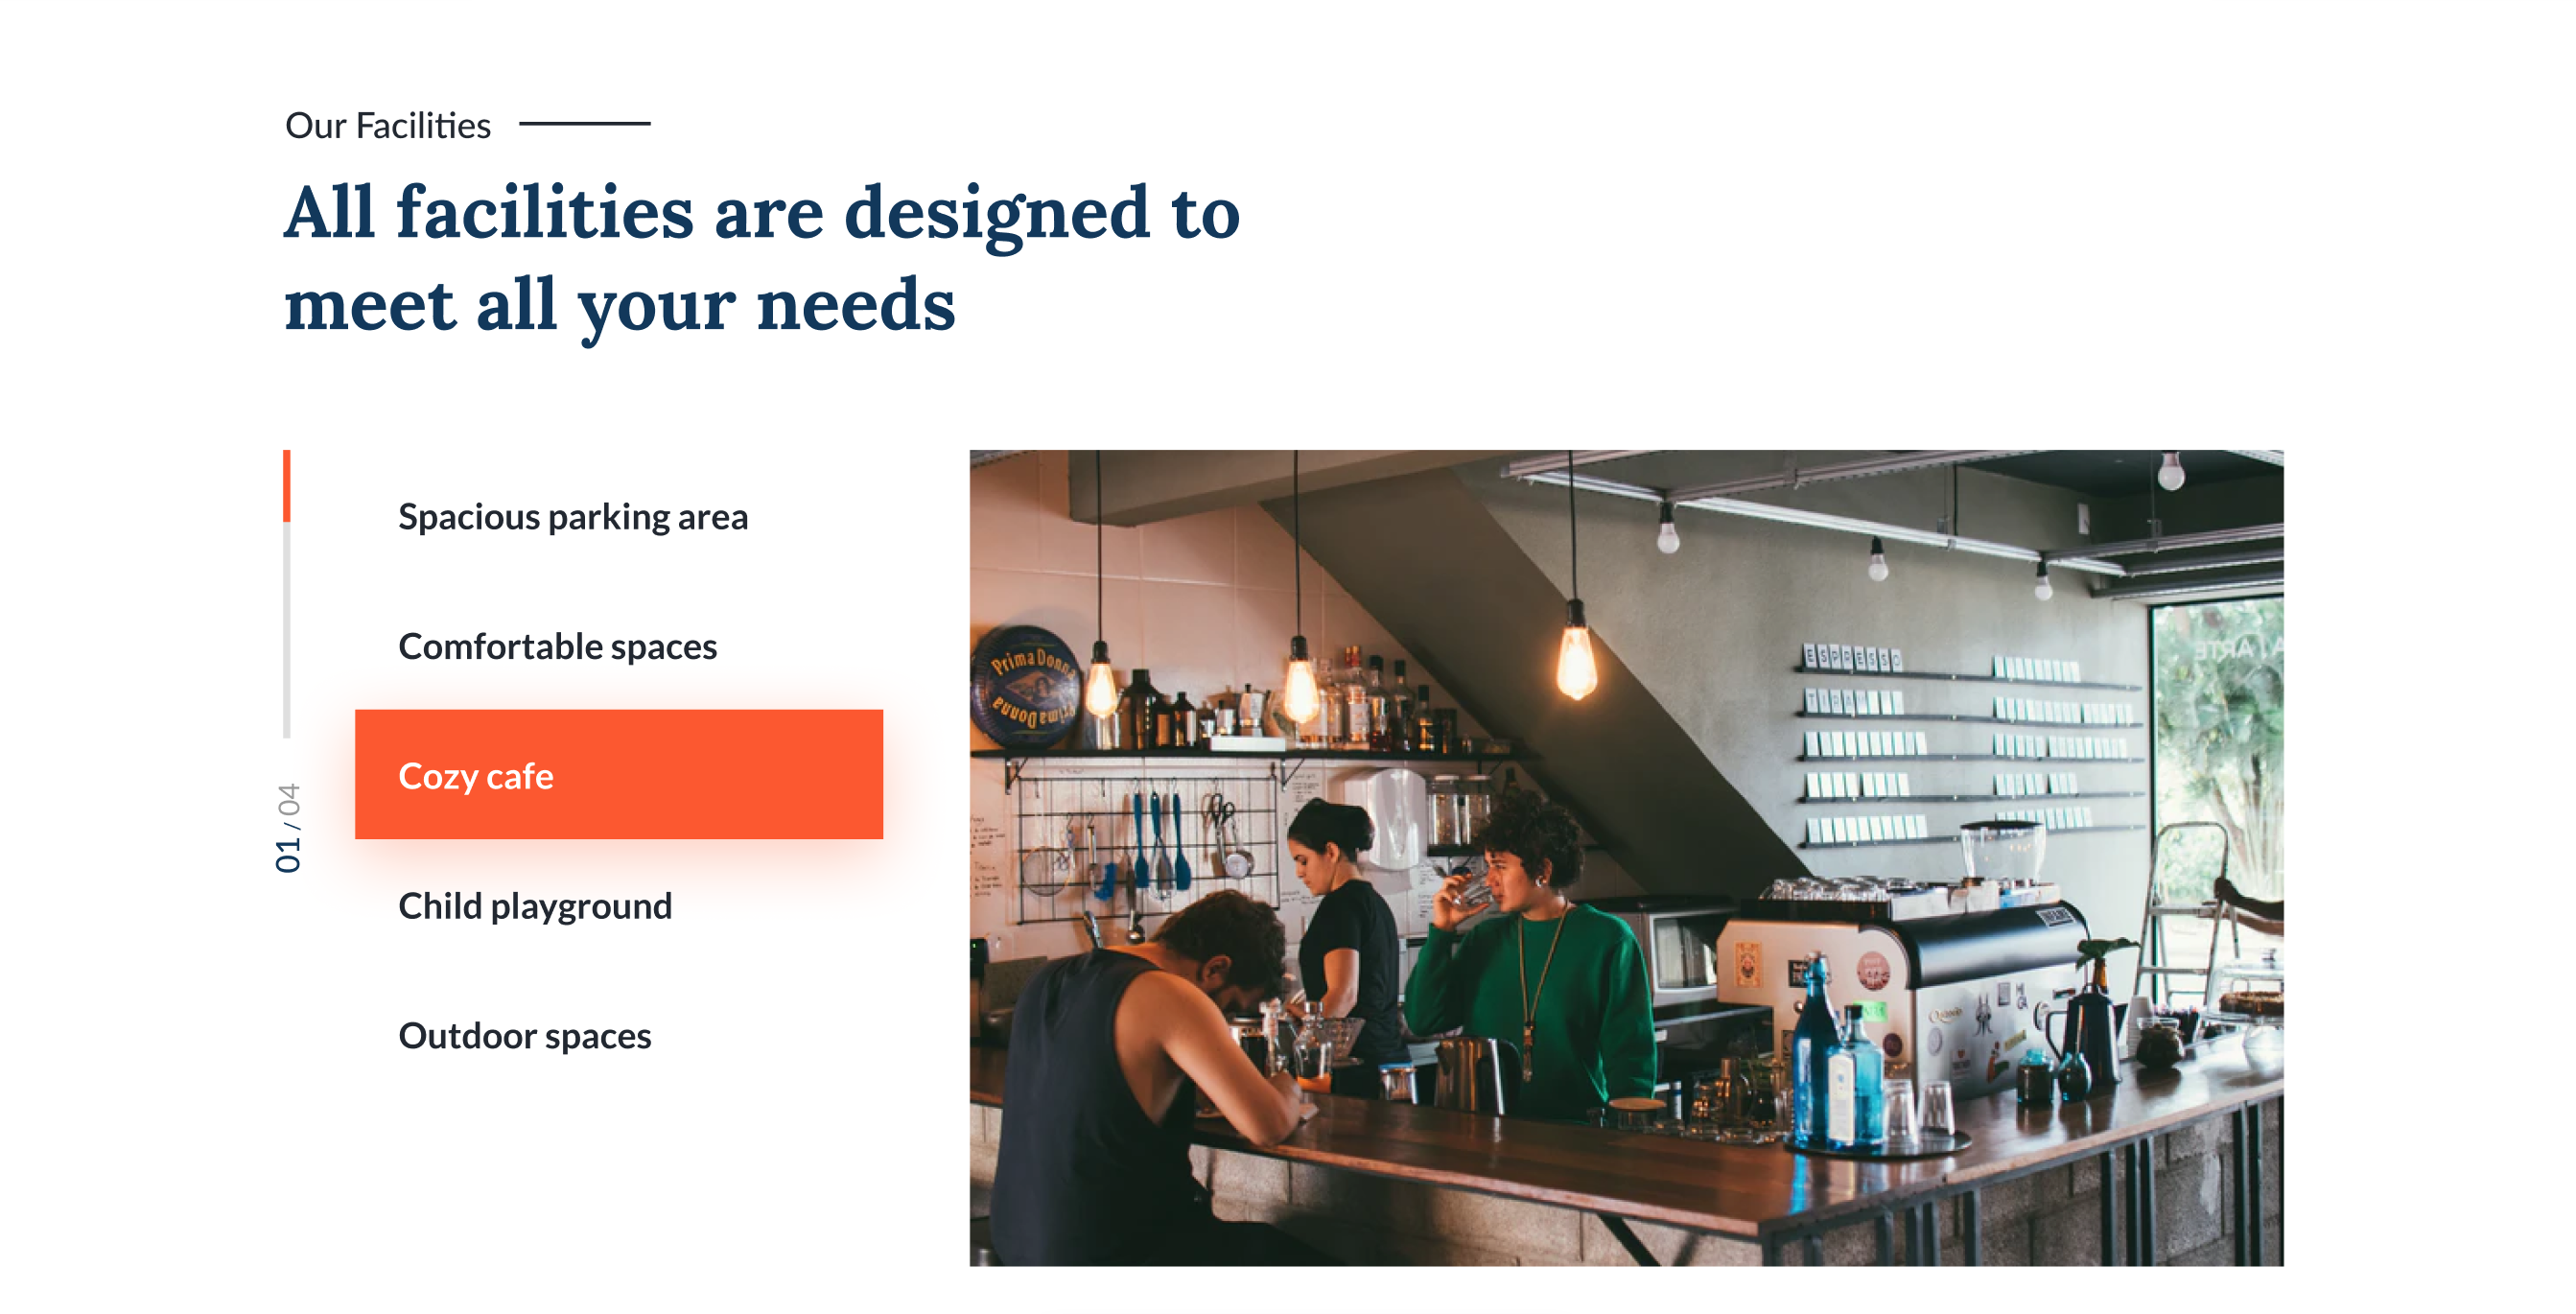 Our Facilities
All facilities are designed to
meet all your needs
Spacious parking area
Comfortable spaces
Cozy cafe
Child playground
Outdoor spaces
01 / 04
Prima Donna
Prima Donna
ESPRESSO